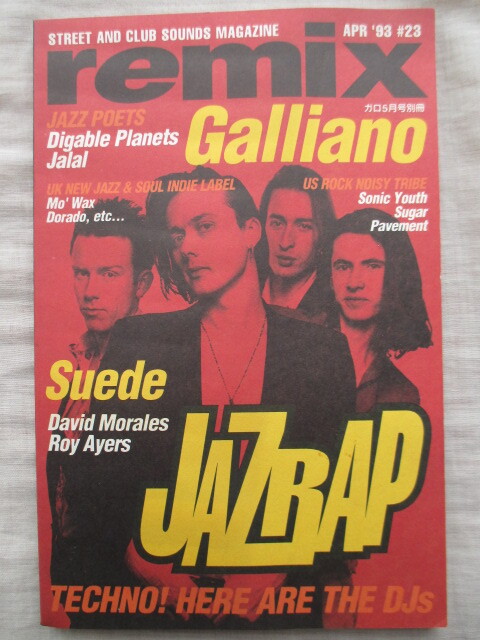 STREET AND CLUB SOUNDS MAGAZINE
APR '93 #23
remix
ガロ5月号別冊
JAZZ POETS
Digable Planets
Jalal
Galliano
UK NEW JAZZ & SOUL INDIE LABEL
Mo' Wax
Dorado, etc...
US ROCK NOISY TRIBE
Sonic Youth
Sugar
Pavement
Suede
David Morales
Roy Ayers
JAZRAP
TECHNO! HERE ARE THE DJs